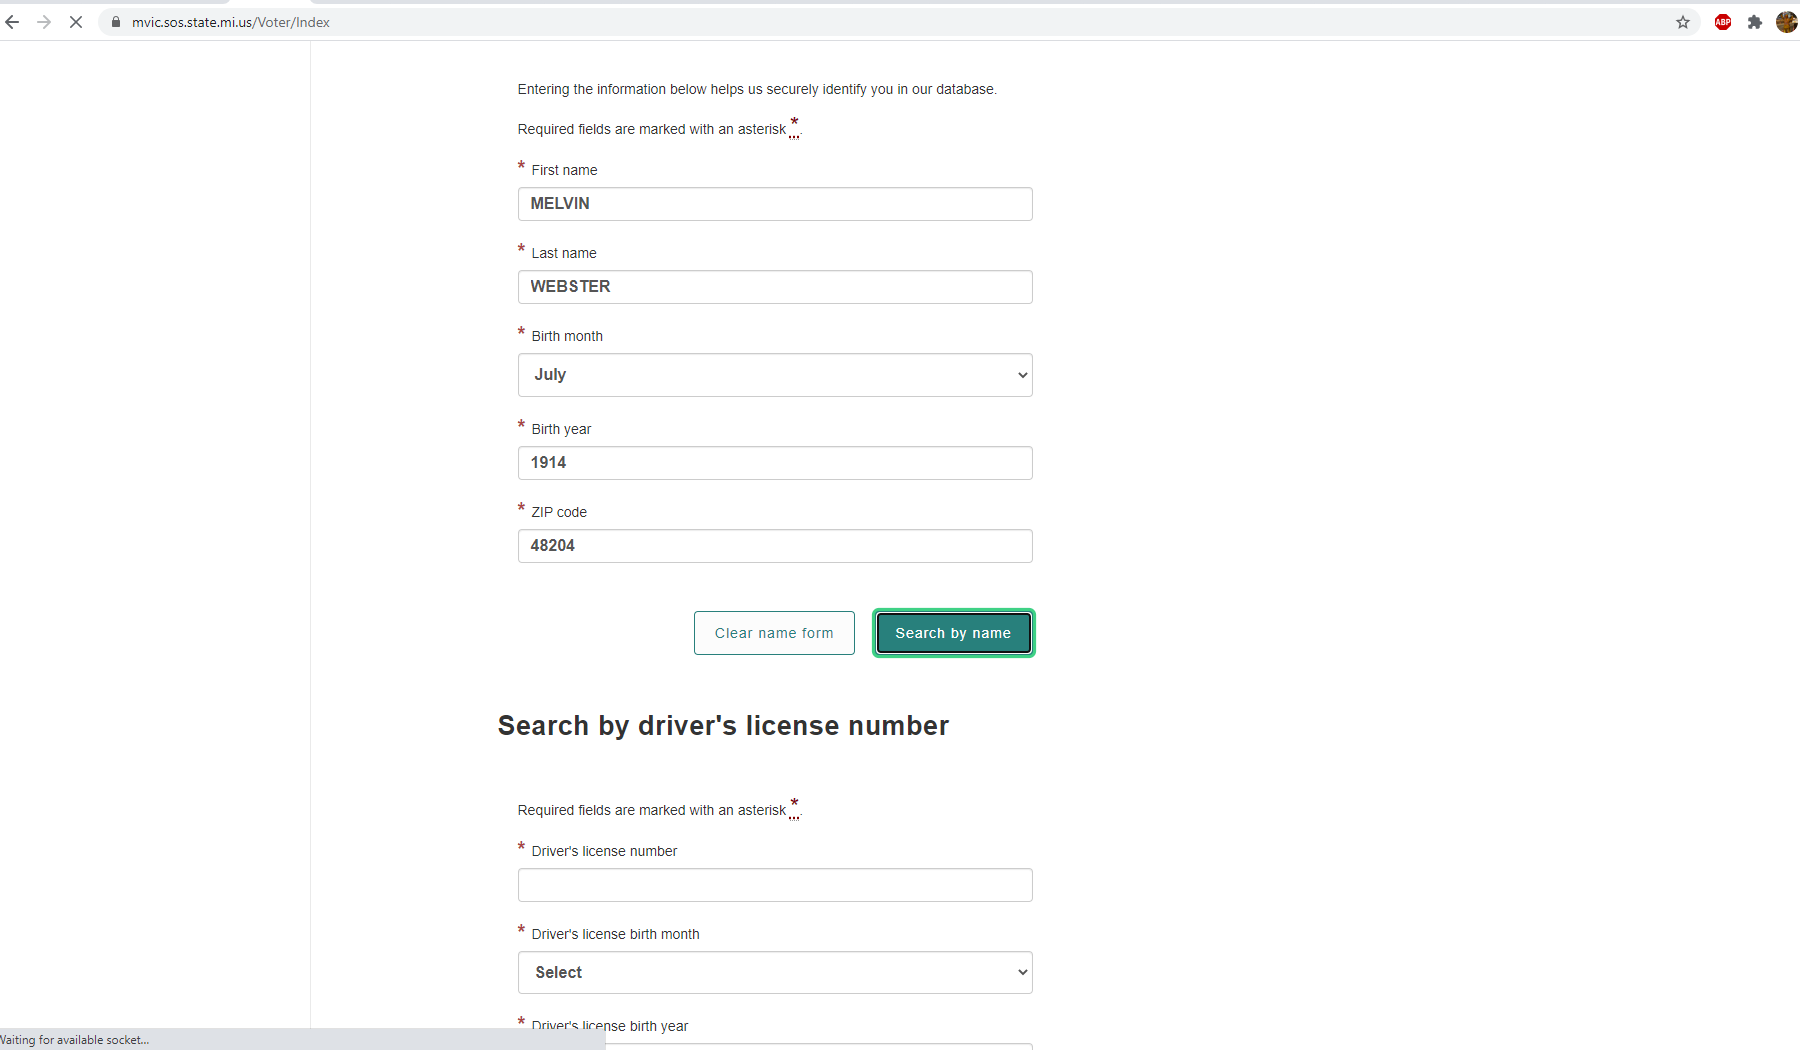 mvic.sos.state.mi.us/Voter/Index
ABP
Entering the information below helps us securely identify you in our database.
Required fields are marked with an asterisk *.
* First name
MELVIN
* Last name
WEBSTER
* Birth month
July
* Birth year
1914
* ZIP code
48204
Clear name form
Search by name
Search by driver's license number
Required fields are marked with an asterisk *.
* Driver's license number
* Driver's license birth month
Select
* Driver's license birth year
Waiting for available socket...